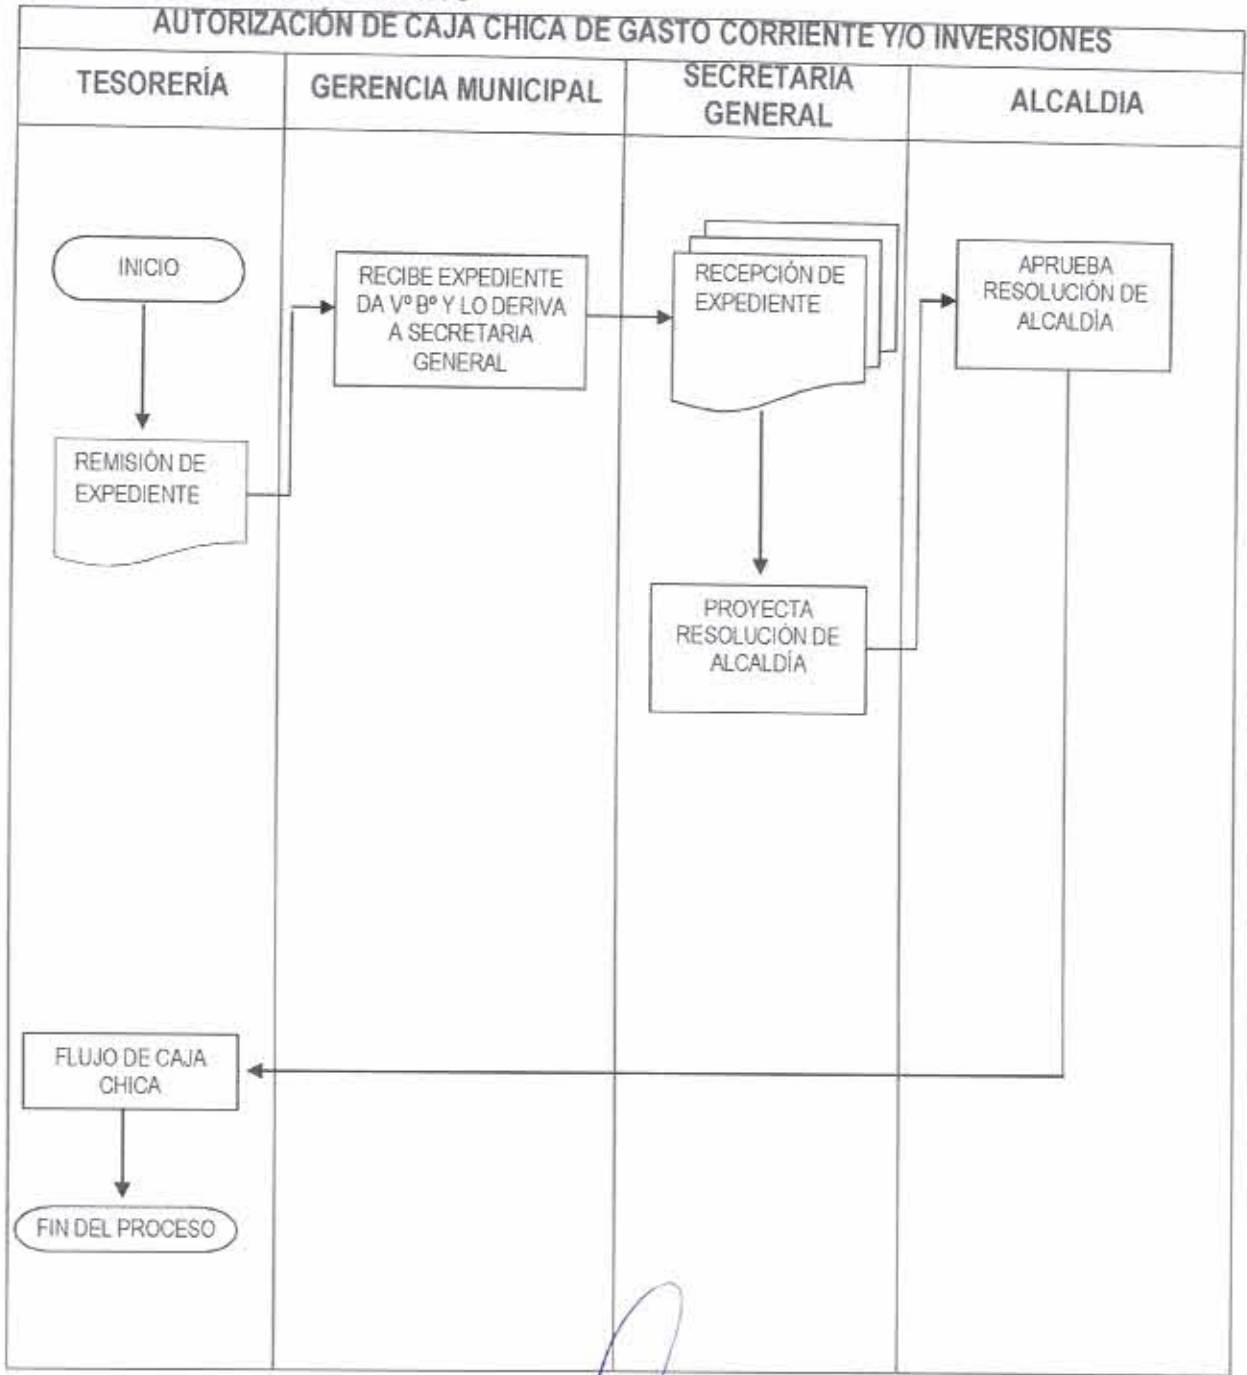 AUTORIZACIÓN DE CAJA CHICA DE GASTO CORRIENTE Y/O INVERSIONES
TESORERÍA
GERENCIA MUNICIPAL
SECRETARIA
GENERAL
ALCALDIA
INICIO
REMISIÓN DE
EXPEDIENTE
RECIBE EXPEDIENTE
DA Vº Bº Y LO DERIVA
A SECRETARIA
GENERAL
RECEPCIÓN DE
EXPEDIENTE
PROYECTA
RESOLUCIÓN DE
ALCALDÍA
APRUEBA
RESOLUCIÓN DE
ALCALDÍA
FLUJO DE CAJA
CHICA
FIN DEL PROCESO